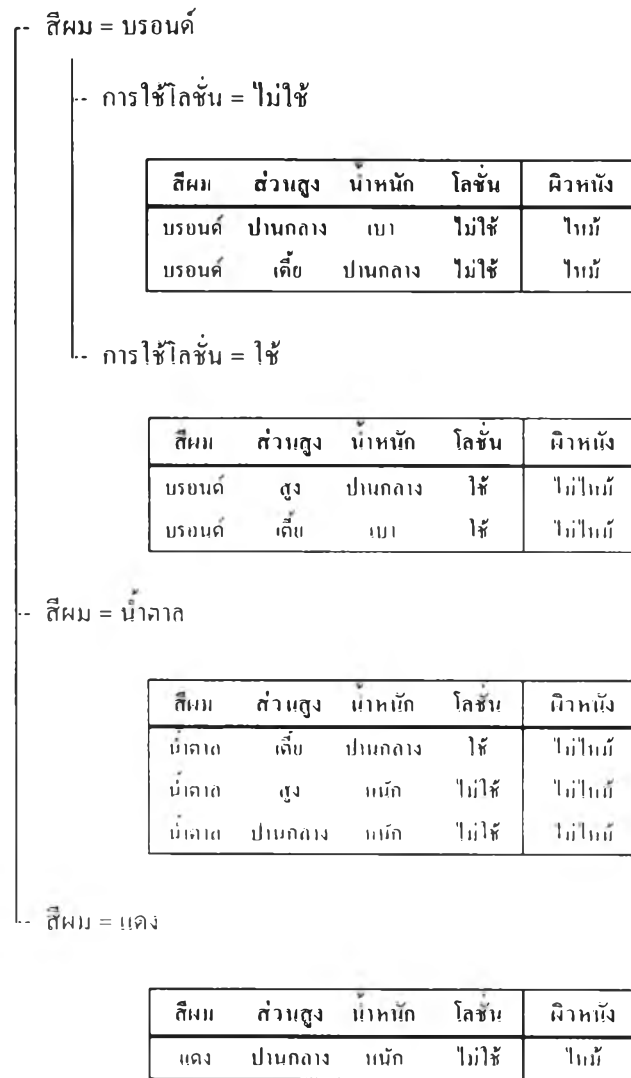 สีผม = บรอนด์
การใช้โลชั่น = ไม่ใช้
สีผม ส่วนสูง น้ำหนัก โลชั่น ผิวหนัง
บรอนด์ ปานกลาง เบา ไม่ใช้ ไหม้
บรอนด์ เตี้ย ปานกลาง ไม่ใช้ ไหม้
การใช้โลชั่น = ใช้
สีผม ส่วนสูง น้ำหนัก โลชั่น ผิวหนัง
บรอนด์ สูง ปานกลาง ใช้ ไม่ไหม้
บรอนด์ เตี้ย เบา ใช้ ไม่ไหม้
สีผม = น้ำตาล
สีผม ส่วนสูง น้ำหนัก โลชั่น ผิวหนัง
น้ำตาล เตี้ย ปานกลาง ใช้ ไม่ไหม้
น้ำตาล สูง หนัก ไม่ใช้ ไม่ไหม้
น้ำตาล ปานกลาง หนัก ไม่ใช้ ไม่ไหม้
สีผม = แดง
สีผม ส่วนสูง น้ำหนัก โลชั่น ผิวหนัง
แดง ปานกลาง หนัก ไม่ใช้ ไหม้